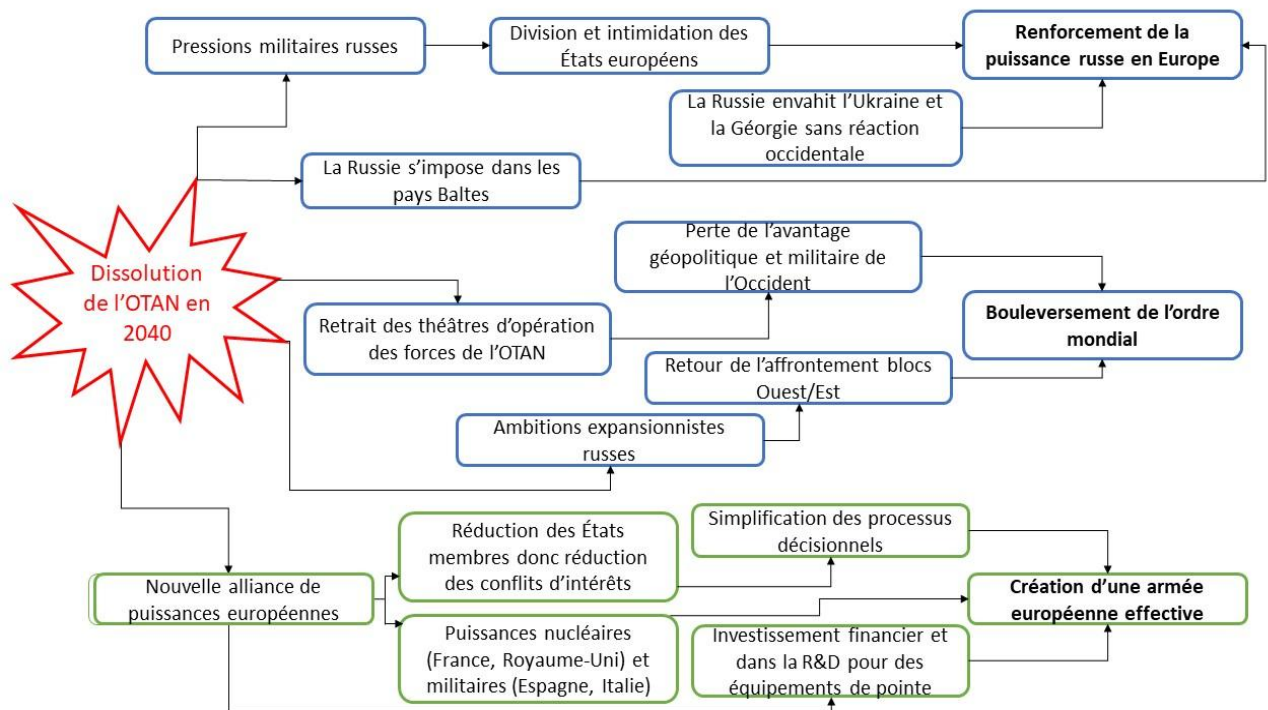 Pressions militaires russes
Division et intimidation des
États européens
Renforcement de la
puissance russe en Europe
La Russie envahit l'Ukraine et
la Géorgie sans réaction
occidentale
La Russie s'impose dans les
pays Baltes
Dissolution
de l'OTAN en
2040
Perte de l'avantage
géopolitique et militaire de
l'Occident
Retrait des théâtres d'opération
des forces de l'OTAN
Bouleversement de l'ordre
mondial
Retour de l'affrontement blocs
Ouest/Est
Ambitions expansionnistes
russes
Réduction des États
membres donc réduction
des conflits d'intérêts
Simplification des processus
décisionnels
Nouvelle alliance de
puissances européennes
Création d'une armée
européenne effective
Puissances nucléaires
(France, Royaume-Uni) et
militaires (Espagne, Italie)
Investissement financier et
dans la R&D pour des
équipements de pointe